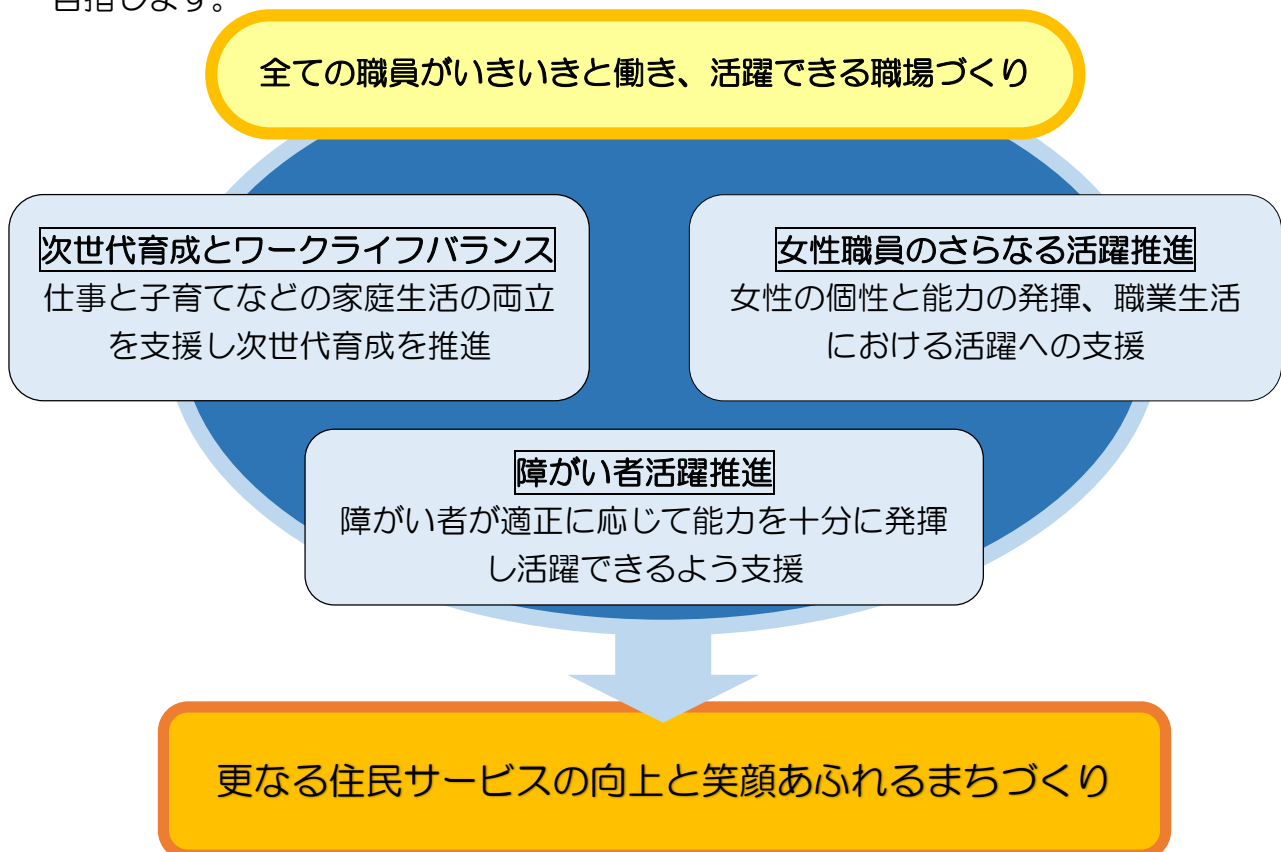 目指します。
全ての職員がいきいきと働き、活躍できる職場づくり
次世代育成とワークライフバランス
仕事と子育てなどの家庭生活の両立
を支援し次世代育成を推進
女性職員のさらなる活躍推進
女性の個性と能力の発揮、職業生活
における活躍への支援
障がい者活躍推進
障がい者が適正に応じて能力を十分に発揮
し活躍できるよう支援
更なる住民サービスの向上と笑顔あふれるまちづくり